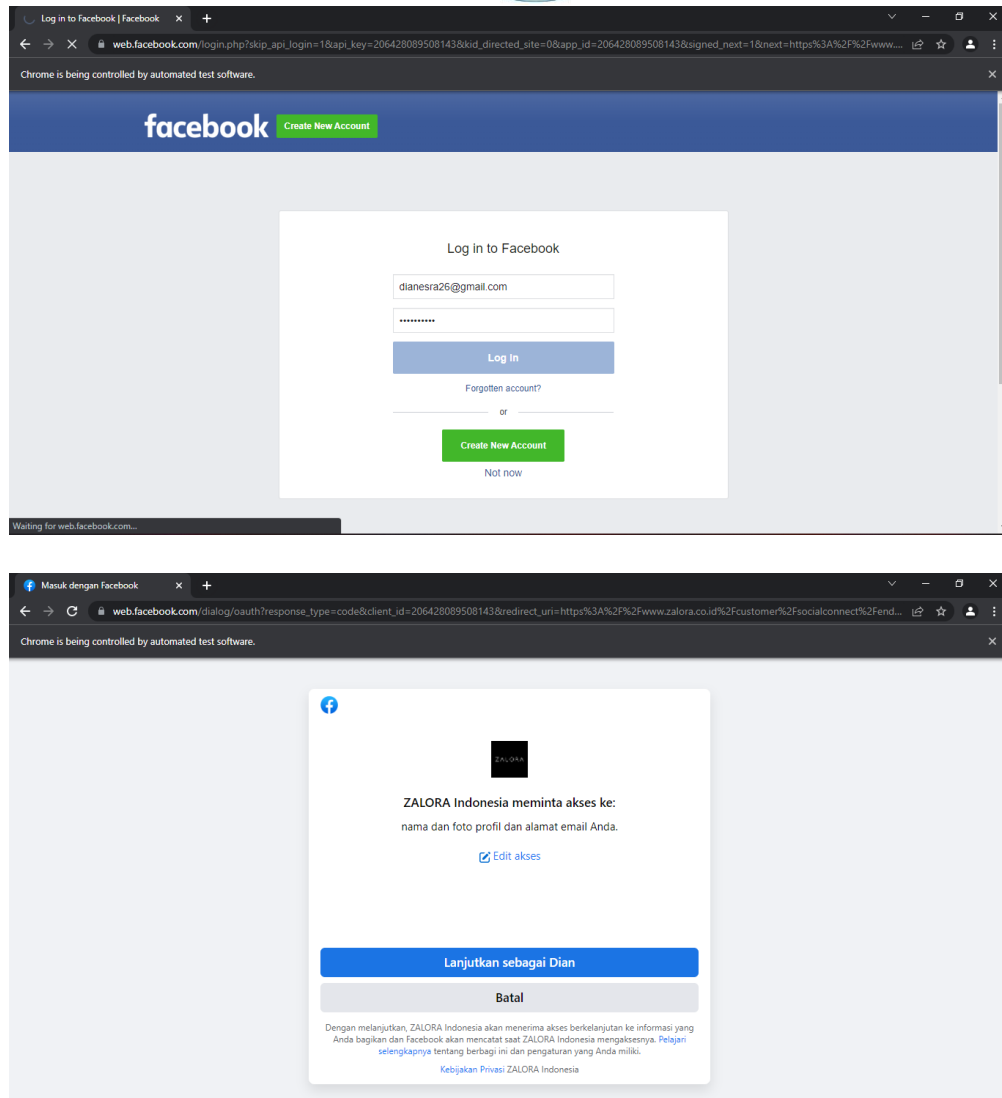 Log in to Facebook | Facebook
web.facebook.com/login.php?skip_api_login=1&api_key=206428089508143&kid_directed_site=0&app_id=206428089508143&signed_next=1&next=https%3A%2F%2Fwww....
Chrome is being controlled by automated test software.
facebook Create New Account
Log in to Facebook
dianesra26@gmail.com
••••••••••
Log In
Forgotten account?
or
Create New Account
Not now
Waiting for web.facebook.com...
Masuk dengan Facebook
web.facebook.com/dialog/oauth?response_type=code&client_id=206428089508143&redirect_uri=https%3A%2F%2Fwww.zalora.co.id%2Fcustomer%2Fsocialconnect%2Fend...
Chrome is being controlled by automated test software.
ZALORA
ZALORA Indonesia meminta akses ke:
nama dan foto profil dan alamat email Anda.
Edit akses
Lanjutkan sebagai Dian
Batal
Dengan melanjutkan, ZALORA Indonesia akan menerima akses berkelanjutan ke informasi yang
Anda bagikan dan Facebook akan mencatat saat ZALORA Indonesia mengaksesnya. Pelajari
selengkapnya tentang berbagi ini dan pengaturan yang Anda miliki.
Kebijakan Privasi ZALORA Indonesia